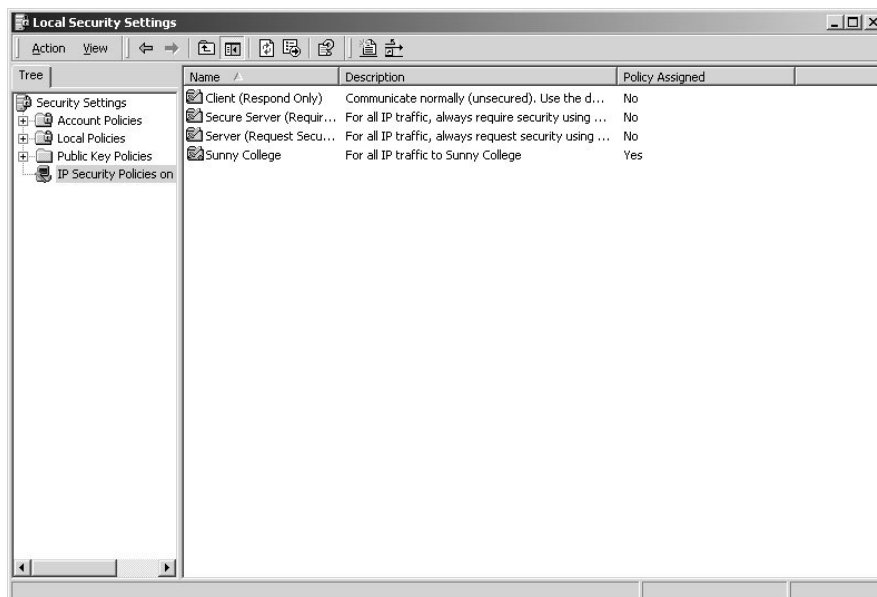 Local Security Settings
Action View
Tree
Name Description Policy Assigned
Security Settings
Account Policies
Local Policies
Public Key Policies
IP Security Policies on
Client (Respond Only) Communicate normally (unsecured). Use the d... No
Secure Server (Requir... For all IP traffic, always require security using ... No
Server (Request Secu... For all IP traffic, always request security using ... No
Sunny College For all IP traffic to Sunny College Yes